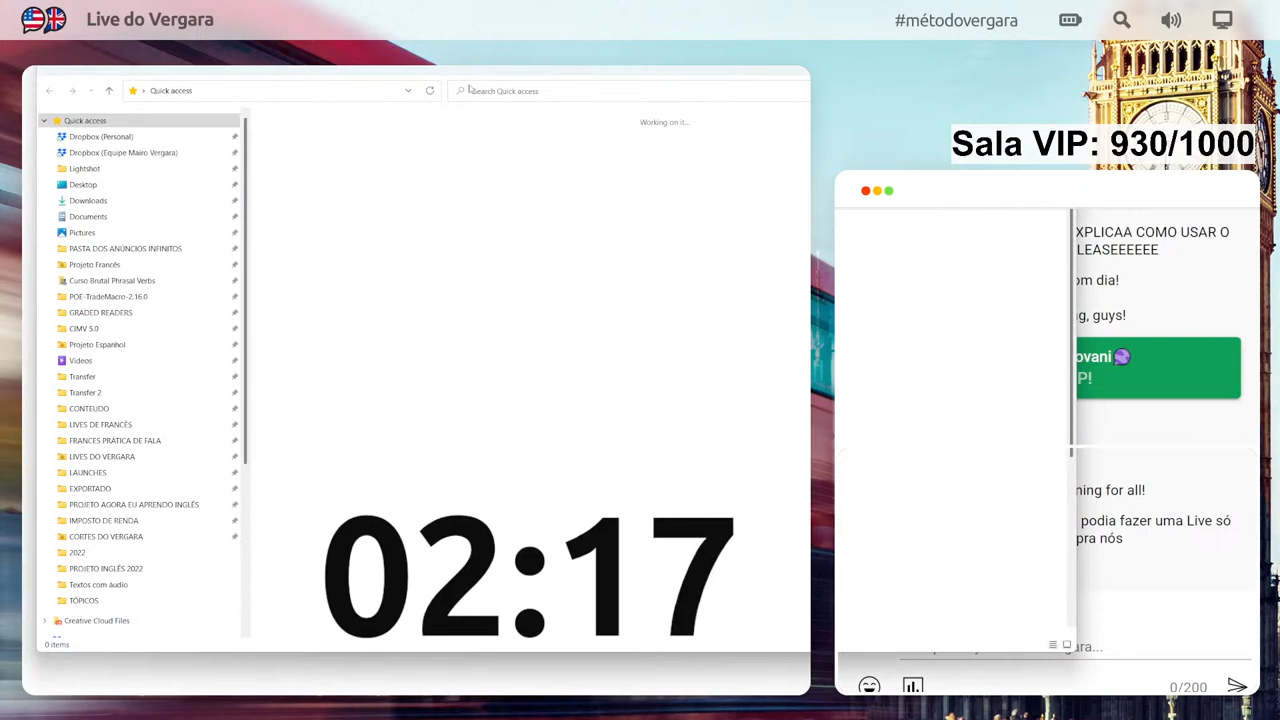 Live do Vergara
#métodovergara
Quick access
Search Quick access
Working on it...
Quick access
Dropbox (Personal)
Dropbox (Equipe Mairo Vergara)
Lightshot
Desktop
Downloads
Documents
Pictures
PASTA DOS ANÚNCIOS INFINITOS
Projeto Francês
Curso Brutal Phrasal Verbs
POE-TradeMacro-2.16.0
GRADED READERS
CIMV 5.0
Projeto Espanhol
Videos
Transfer
Transfer 2
CONTEUDO
LIVES DE FRANCÊS
FRANCES PRÁTICA DE FALA
LIVES DO VERGARA
LAUNCHES
EXPORTADO
PROJETO AGORA EU APRENDO INGLÊS
IMPOSTO DE RENDA
CORTES DO VERGARA
2022
PROJETO INGLÊS 2022
Textos com áudio
TÓPICOS
Creative Cloud Files
0 items
02:17
Sala VIP: 930/1000
XPLICAA COMO USAR O
LEASEEEEEE
om dia!
g, guys!
ovani
P!
ning for all!
podia fazer uma Live só
pra nós
gara...
0/200